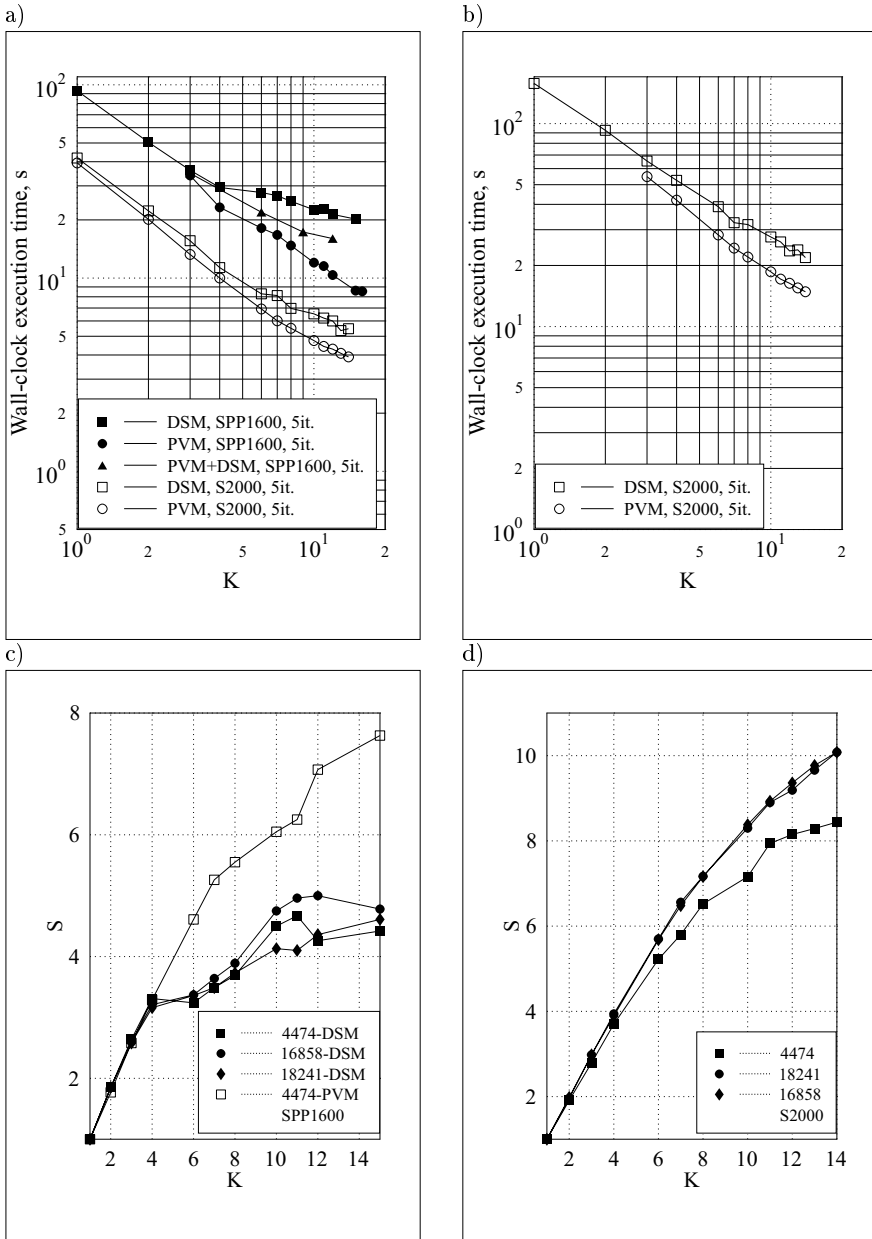 a)
Wall-clock execution time, s
10^2
5
2
10^1
5
2
10^0
5
DSM, SPP1600, 5it.
PVM, SPP1600, 5it.
PVM+DSM, SPP1600, 5it.
DSM, S2000, 5it.
PVM, S2000, 5it.
10^0 2 5 10^1 2
K
b)
Wall-clock execution time, s
10^2
5
2
10^1
5
2
10^0
DSM, S2000, 5it.
PVM, S2000, 5it.
10^0 2 5 10^1 2
K
c)
S
8
6
4
2
4474-DSM
16858-DSM
18241-DSM
4474-PVM
SPP1600
2 4 6 8 10 12 14
K
d)
S
10
8
6
4
2
4474
18241
16858
S2000
2 4 6 8 10 12 14
K